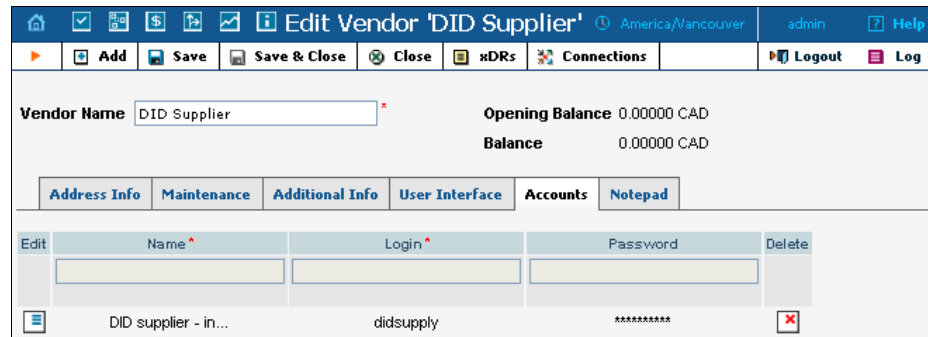 Edit Vendor 'DID Supplier' America/Vancouver admin ? Help
Add Save Save & Close Close xDRs Connections Logout Log
Vendor Name DID Supplier * Opening Balance 0.00000 CAD
Balance 0.00000 CAD
Address Info Maintenance Additional Info User Interface Accounts Notepad
Edit Name * Login * Password Delete
DID supplier - in... didsupply **********